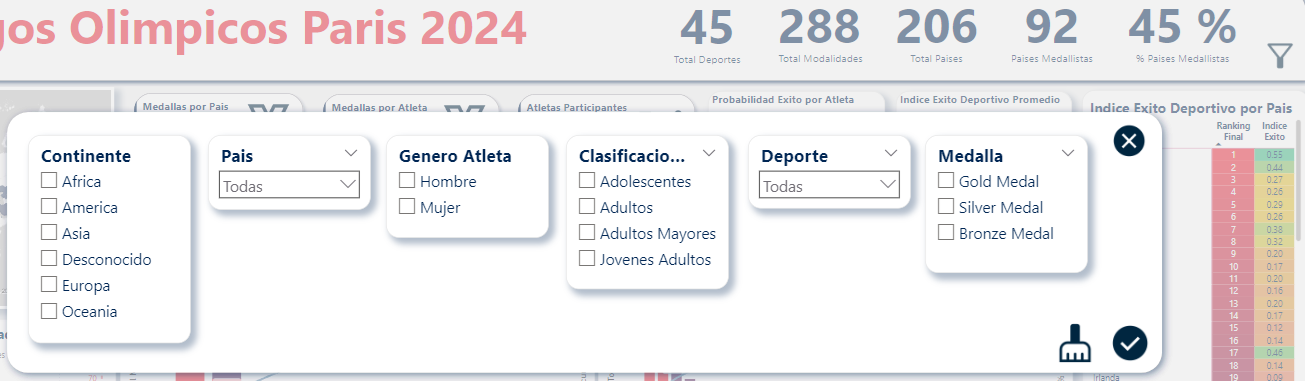 gos Olimpicos Paris 2024
45
Total Deportes
288
Total Modalidades
206
Total Paises
92
Paises Medallistas
45 %
% Paises Medallistas
Medallas por Pais
Medallas por Atleta
Atletas Participantes
Probabilidad Exito por Atleta
Indice Exito Deportivo Promedio
Indice Exito Deportivo por Pais
Ranking Final
Indice Exito
1 0.55
2 0.44
3 0.27
4 0.26
5 0.29
6 0.26
7 0.38
8 0.32
9 0.20
10 0.17
11 0.21
12 0.16
13 0.20
14 0.17
15 0.12
16 0.14
17 0.46
18 0.14
19 0.09
Irlanda
Continente
Africa
America
Asia
Desconocido
Europa
Oceania
Pais
Todas
Genero Atleta
Hombre
Mujer
Clasificacio...
Adolescentes
Adultos
Adultos Mayores
Jovenes Adultos
Deporte
Todas
Medalla
Gold Medal
Silver Medal
Bronze Medal